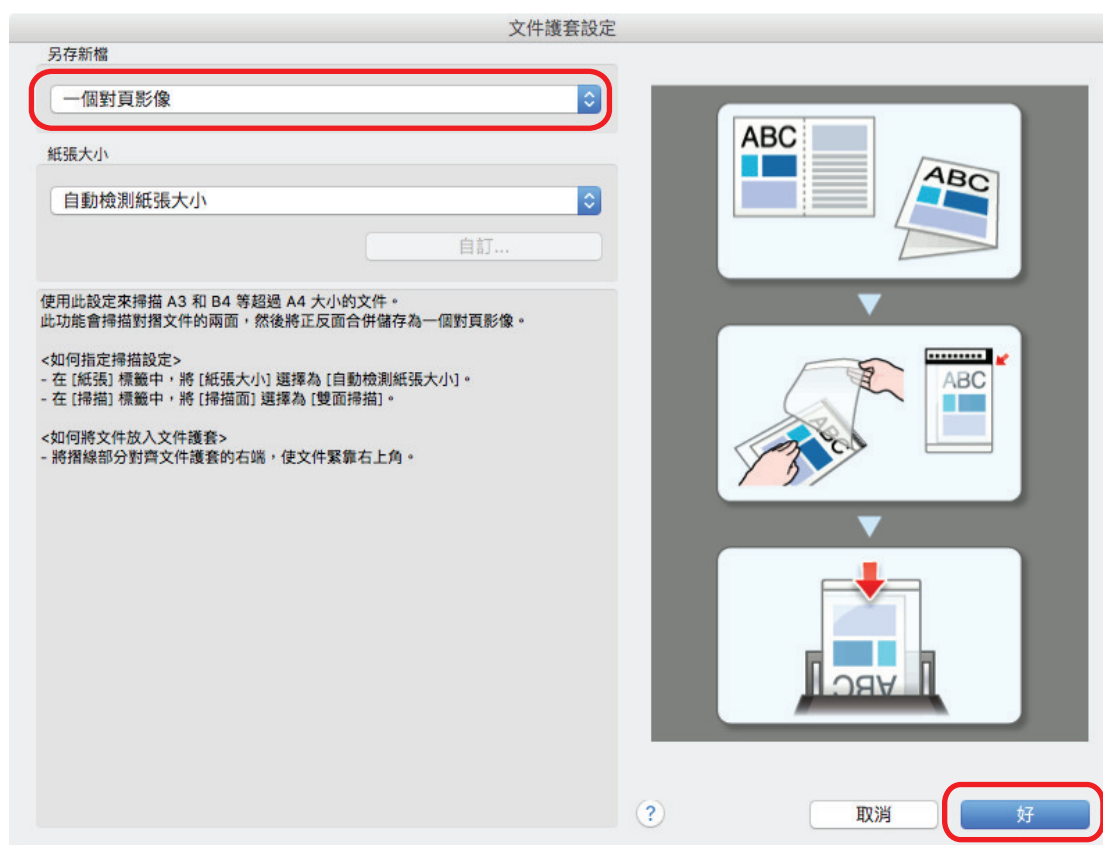 文件護套設定
另存新檔
一個對頁影像
紙張大小
自動檢測紙張大小
自訂...
使用此設定來掃描 A3 和 B4 等超過 A4 大小的文件。
此功能會掃描對摺文件的兩面，然後將正反面合併儲存為一個對頁影像。
<如何指定掃描設定>
- 在 [紙張] 標籤中，將 [紙張大小] 選擇為 [自動檢測紙張大小]。
- 在 [掃描] 標籤中，將 [掃描面] 選擇為 [雙面掃描]。
<如何將文件放入文件護套>
- 將摺線部分對齊文件護套的右端，使文件緊靠右上角。
ABC
ABC
ABC
ABC
ABC
?
取消
好